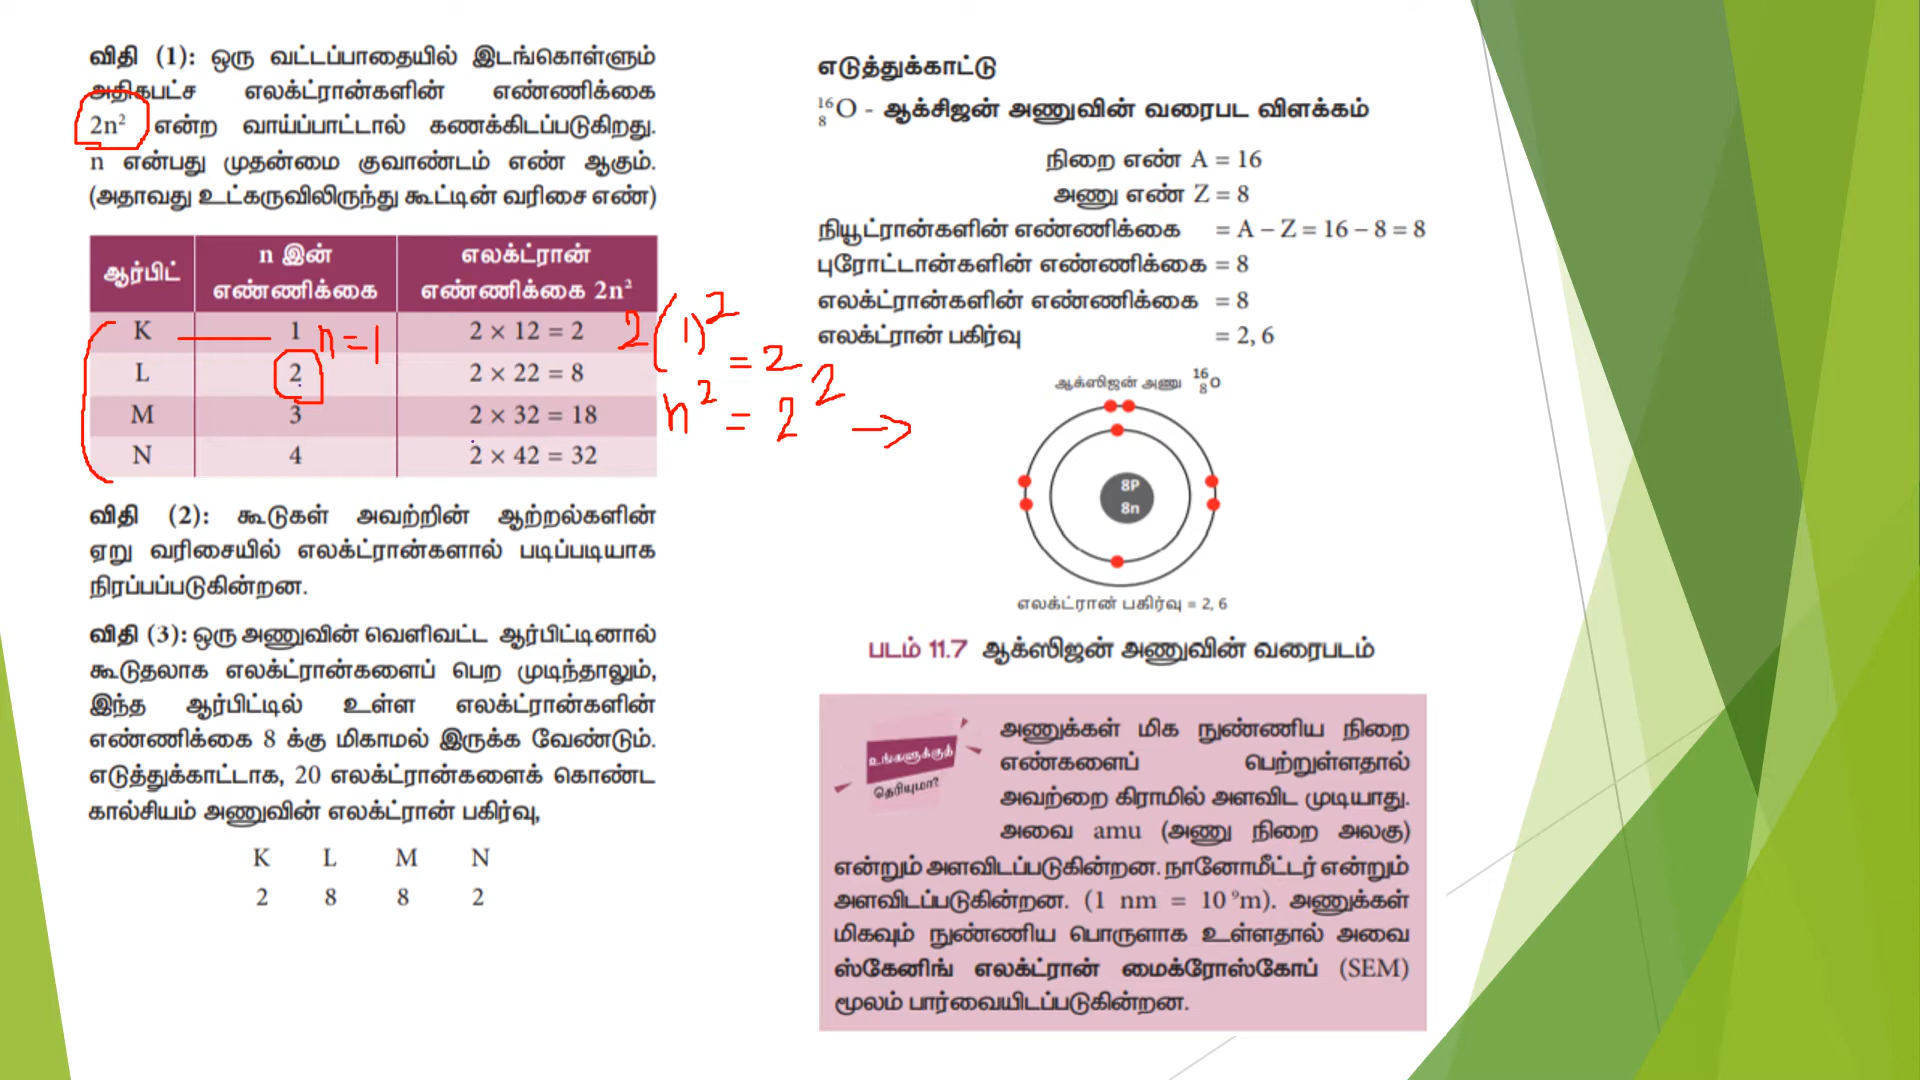 விதி (1): ஒரு வட்டப்பாதையில் இடங்கொள்ளும்
அதிகபட்ச எலக்ட்ரான்களின் எண்ணிக்கை
2n² என்ற வாய்ப்பாட்டால் கணக்கிடப்படுகிறது.
n என்பது முதன்மை குவாண்டம் எண் ஆகும்.
(அதாவது உட்கருவிலிருந்து கூட்டின் வரிசை எண்)
ஆர்பிட் n இன் எண்ணிக்கை எலக்ட்ரான் எண்ணிக்கை 2n²
K 1 2 × 12 = 2
L 2 2 × 22 = 8
M 3 2 × 32 = 18
N 4 2 × 42 = 32
n = 1
2(1)² = 2
n² = 2² →
விதி (2): கூடுகள் அவற்றின் ஆற்றல்களின்
ஏறு வரிசையில் எலக்ட்ரான்களால் படிப்படியாக
நிரப்பப்படுகின்றன.
விதி (3): ஒரு அணுவின் வெளிவட்ட ஆர்பிட்டினால்
கூடுதலாக எலக்ட்ரான்களைப் பெற முடிந்தாலும்,
இந்த ஆர்பிட்டில் உள்ள எலக்ட்ரான்களின்
எண்ணிக்கை 8 க்கு மிகாமல் இருக்க வேண்டும்.
எடுத்துக்காட்டாக, 20 எலக்ட்ரான்களைக் கொண்ட
கால்சியம் அணுவின் எலக்ட்ரான் பகிர்வு,
K L M N
2 8 8 2
எடுத்துக்காட்டு
¹⁶₈O - ஆக்சிஜன் அணுவின் வரைபட விளக்கம்
நிறை எண் A = 16
அணு எண் Z = 8
நியூட்ரான்களின் எண்ணிக்கை = A – Z = 16 – 8 = 8
புரோட்டான்களின் எண்ணிக்கை = 8
எலக்ட்ரான்களின் எண்ணிக்கை = 8
எலக்ட்ரான் பகிர்வு = 2, 6
ஆக்ஸிஜன் அணு ¹⁶₈O
8P
8n
எலக்ட்ரான் பகிர்வு = 2, 6
படம் 11.7 ஆக்ஸிஜன் அணுவின் வரைபடம்
உங்களுக்குத்
தெரியுமா?
அணுக்கள் மிக நுண்ணிய நிறை
எண்களைப் பெற்றுள்ளதால்
அவற்றை கிராமில் அளவிட முடியாது.
அவை amu (அணு நிறை அலகு)
என்றும் அளவிடப்படுகின்றன. நானோமீட்டர் என்றும்
அளவிடப்படுகின்றன. (1 nm = 10⁹m). அணுக்கள்
மிகவும் நுண்ணிய பொருளாக உள்ளதால் அவை
ஸ்கேனிங் எலக்ட்ரான் மைக்ரோஸ்கோப் (SEM)
மூலம் பார்வையிடப்படுகின்றன.